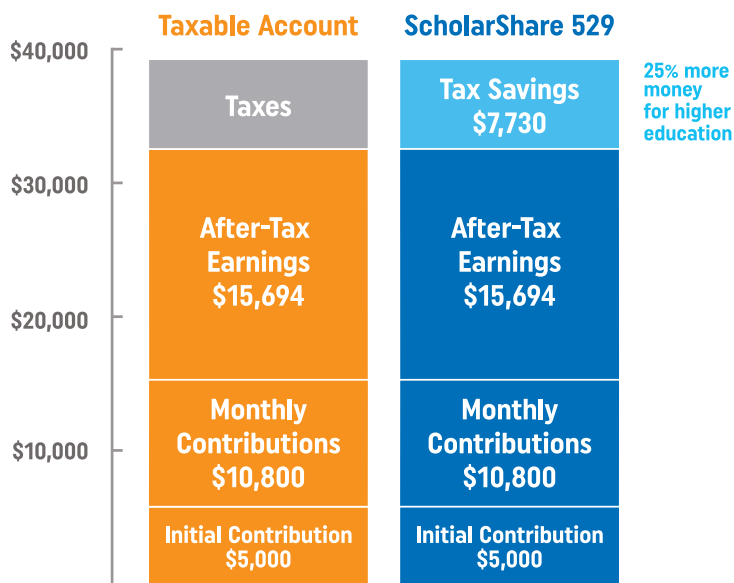 Taxable Account
ScholarShare 529
$40,000
$30,000
$20,000
$10,000
Taxes
After-Tax
Earnings
$15,694
Monthly
Contributions
$10,800
Initial Contribution
$5,000
Tax Savings
$7,730
After-Tax
Earnings
$15,694
Monthly
Contributions
$10,800
Initial Contribution
$5,000
25% more
money
for higher
education